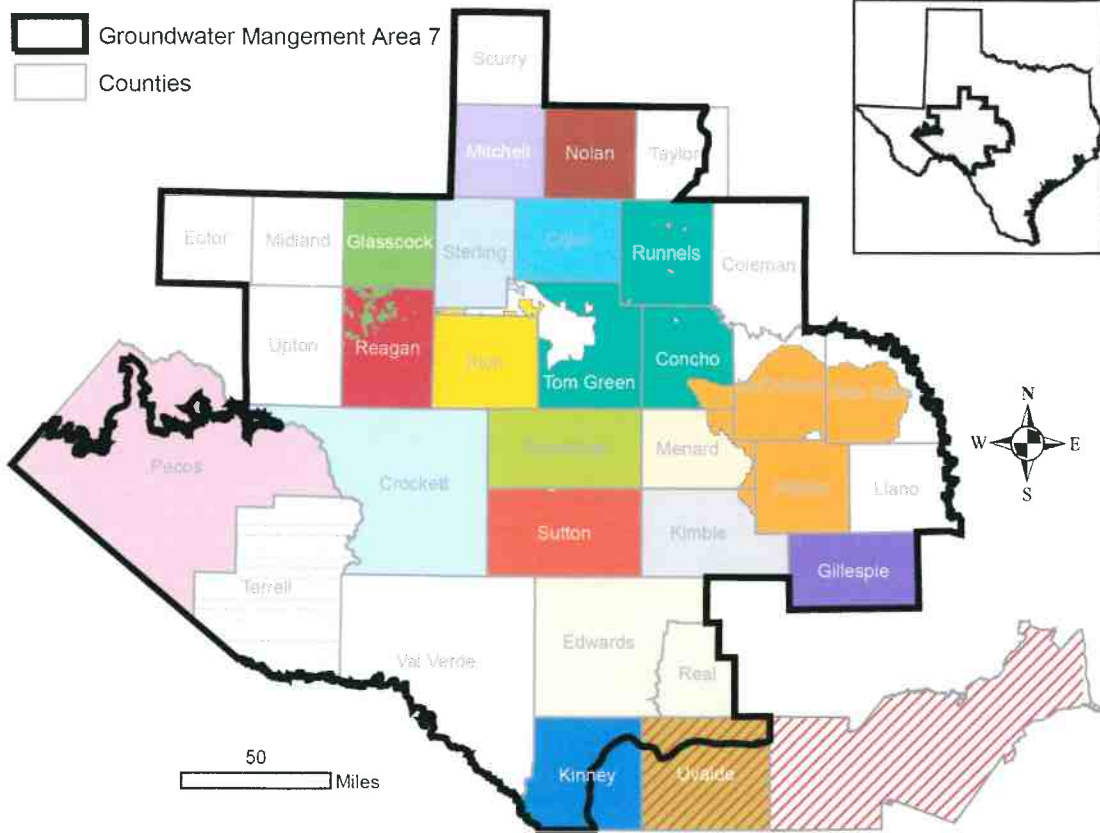 Groundwater Mangement Area 7
Counties
Scurry
Mitchell
Nolan
Taylor
Ector
Midland
Glasscock
Sterling
Coke
Runnels
Coleman
Upton
Reagan
Irion
Tom Green
Concho
Pecos
Crockett
Menard
Llano
Sutton
Kimble
Gillespie
Terrell
Val Verde
Edwards
Real
Kinney
Uvalde
N
W
E
S
50
Miles